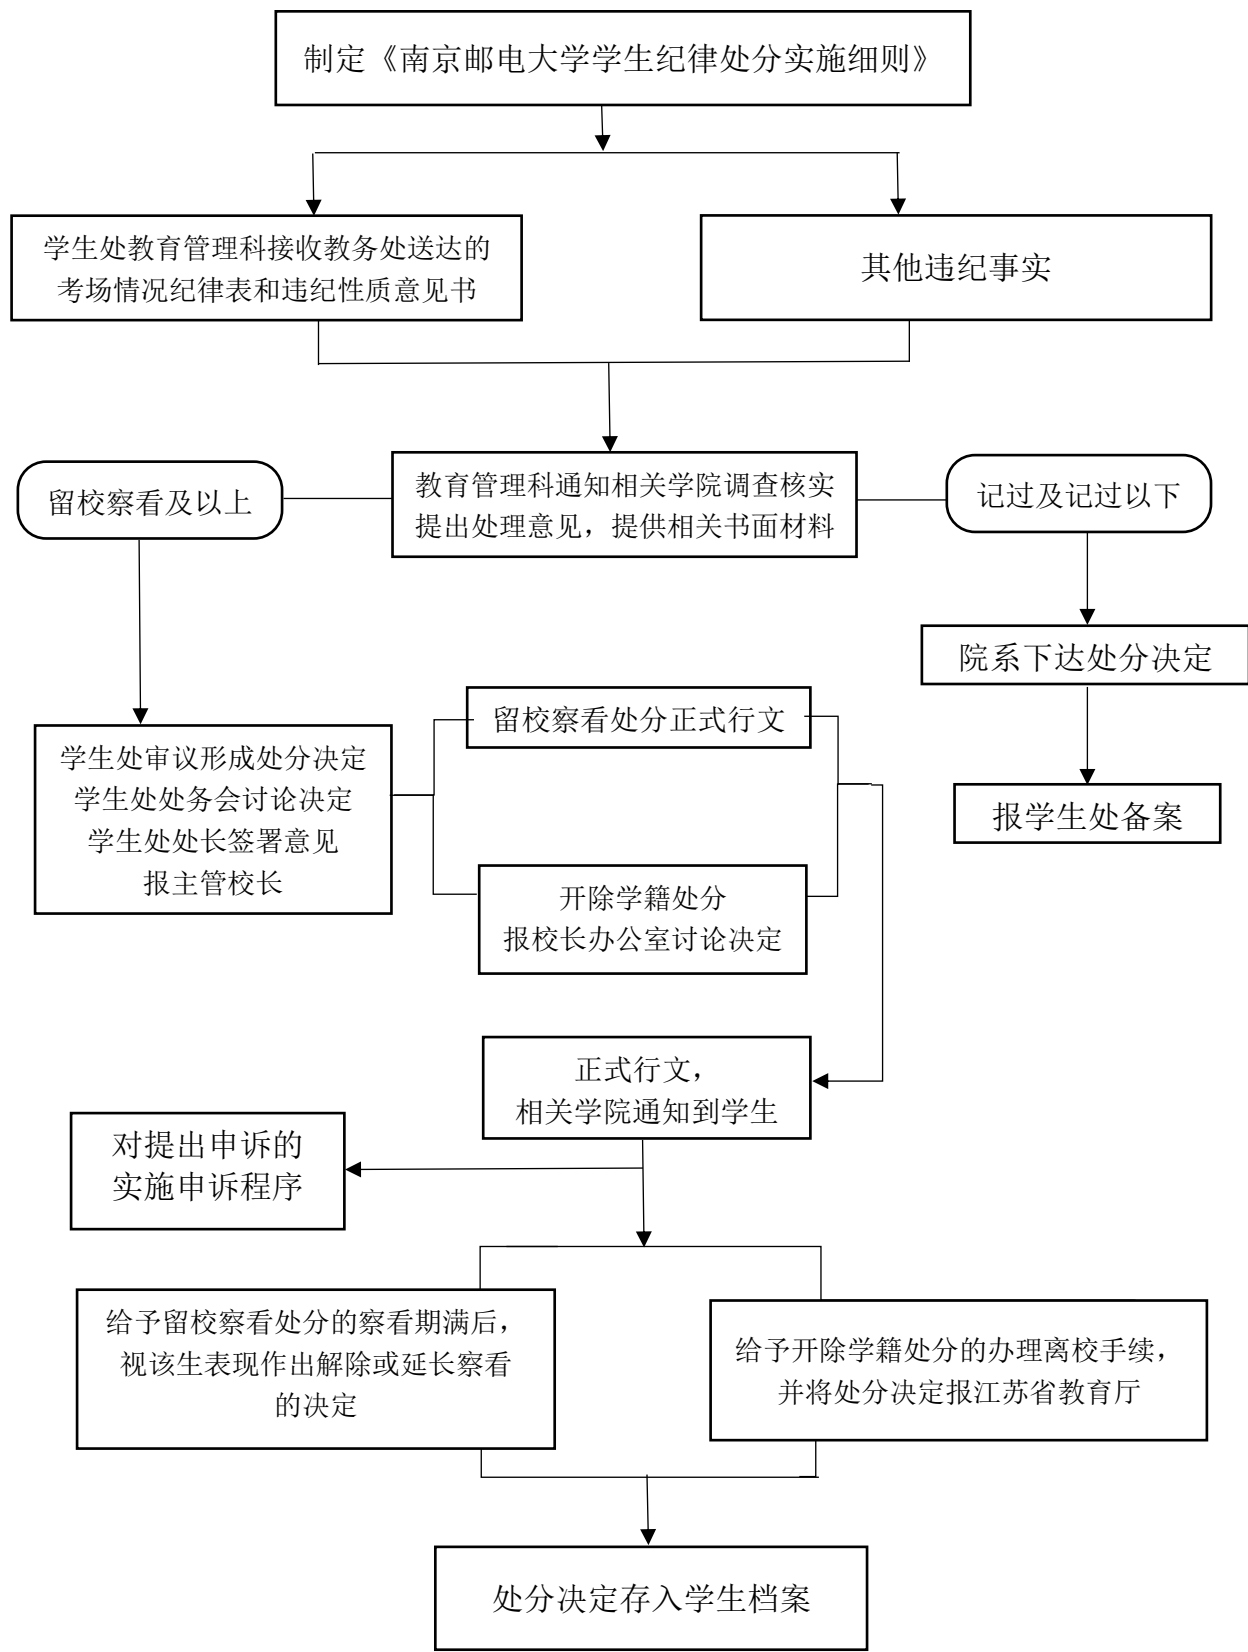 制定《南京邮电大学学生纪律处分实施细则》
学生处教育管理科接收教务处送达的
考场情况纪律表和违纪性质意见书
其他违纪事实
留校察看及以上
教育管理科通知相关学院调查核实
提出处理意见，提供相关书面材料
记过及记过以下
院系下达处分决定
留校察看处分正式行文
学生处审议形成处分决定
学生处处务会讨论决定
学生处处长签署意见
报主管校长
报学生处备案
开除学籍处分
报校长办公室讨论决定
正式行文，
相关学院通知到学生
对提出申诉的
实施申诉程序
给予留校察看处分的察看期满后，
视该生表现作出解除或延长察看
的决定
给予开除学籍处分的办理离校手续，
并将处分决定报江苏省教育厅
处分决定存入学生档案